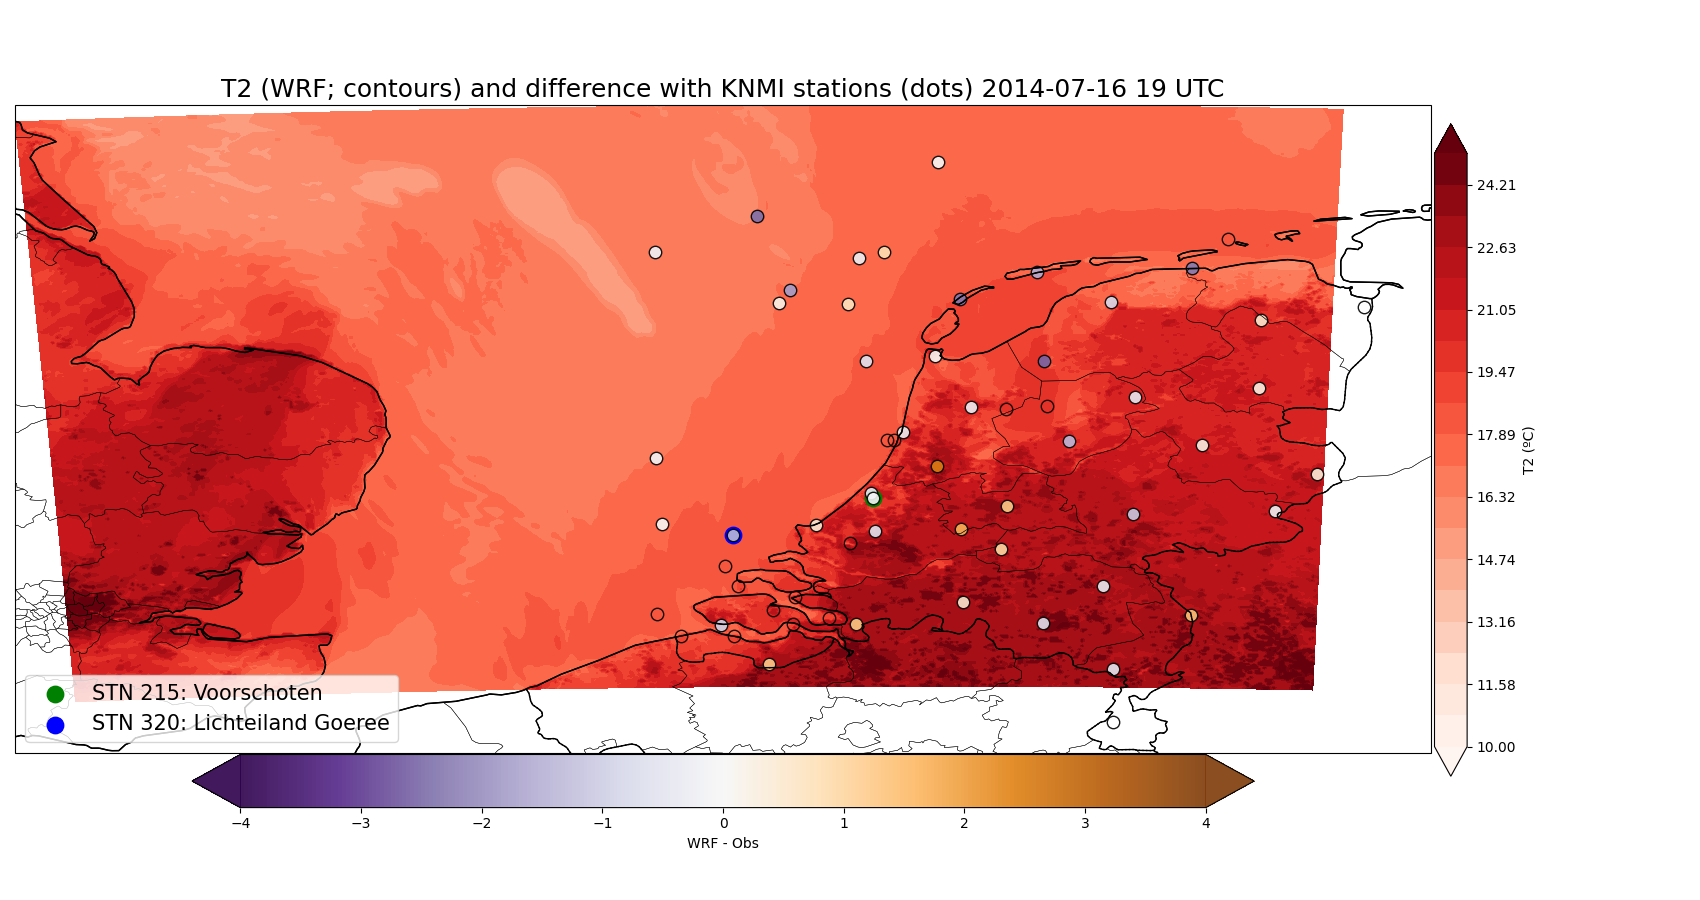 T2 (WRF; contours) and difference with KNMI stations (dots) 2014-07-16 19 UTC
24.21
22.63
21.05
19.47
17.89
16.32
14.74
13.16
11.58
10.00
T2 (ºC)
STN 215: Voorschoten
STN 320: Lichteiland Goeree
−4 −3 −2 −1 0 1 2 3 4
WRF - Obs